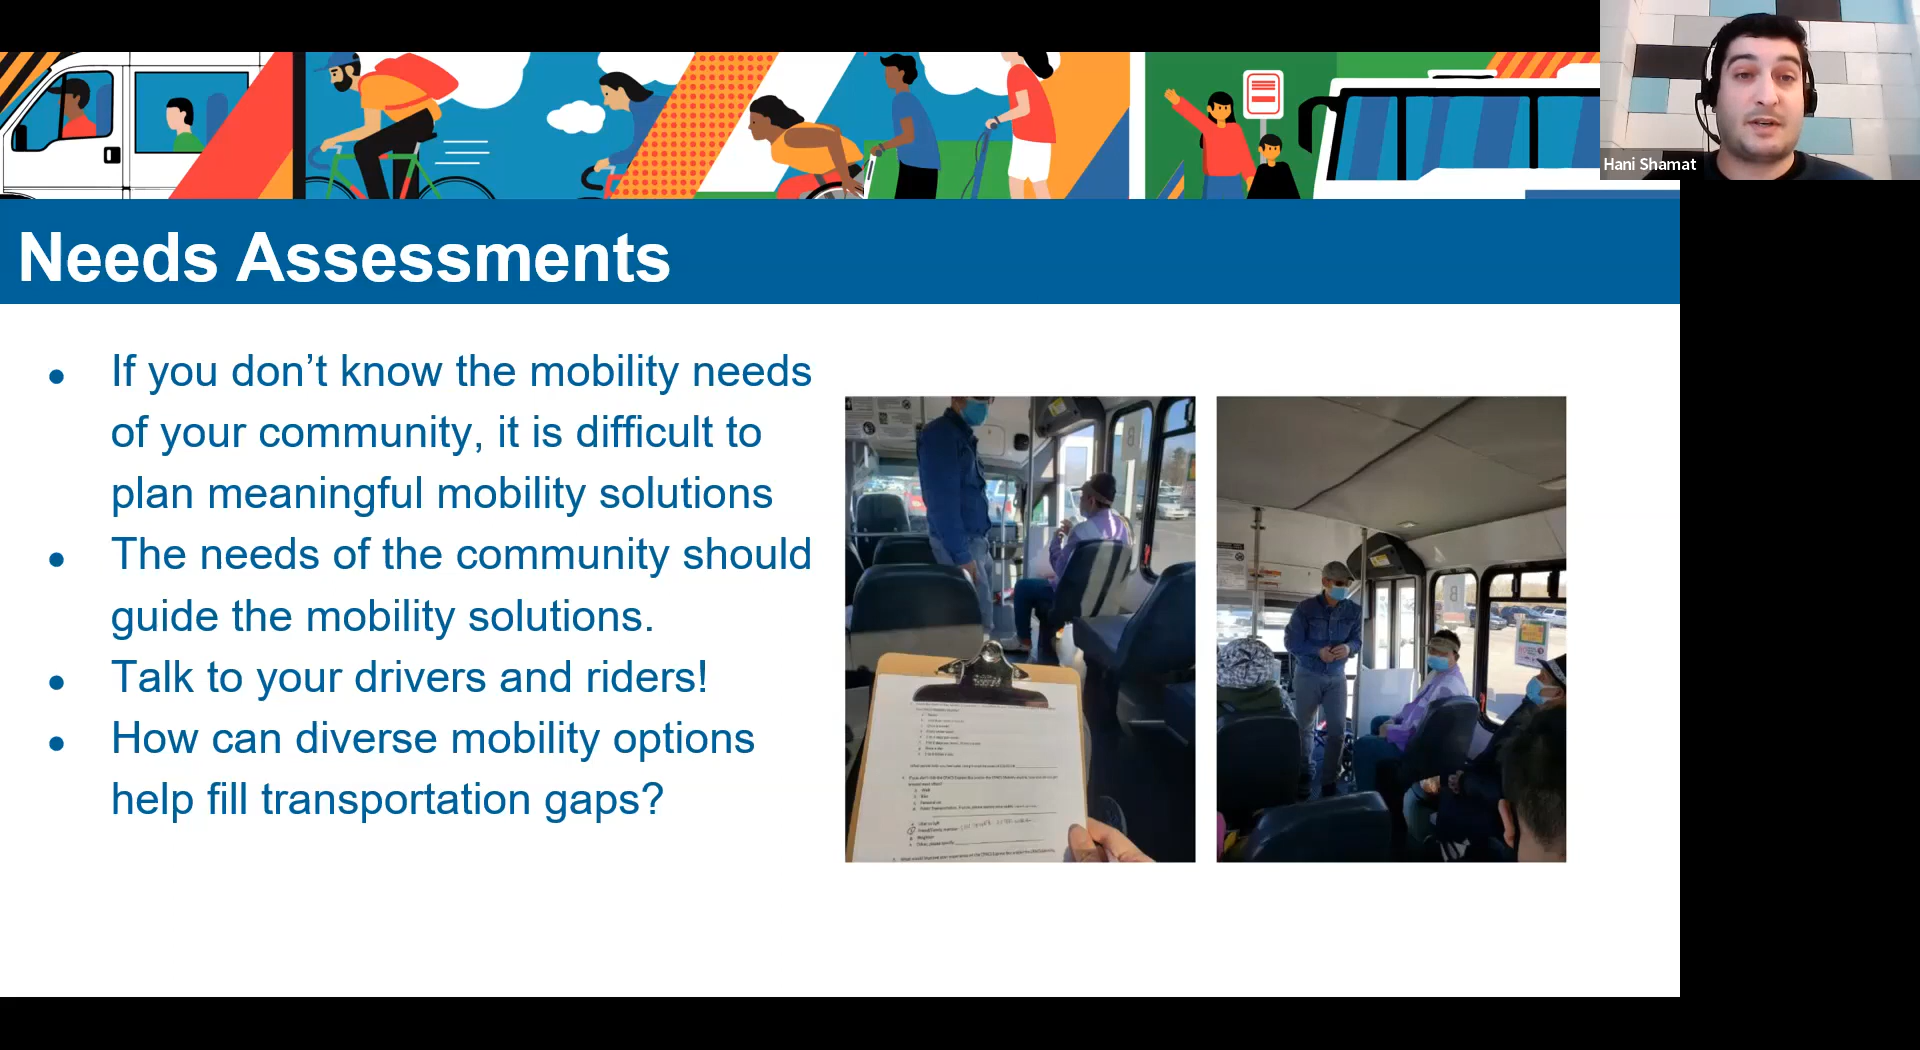 Hani Shamat
Needs Assessments
● If you don’t know the mobility needs
of your community, it is difficult to
plan meaningful mobility solutions
● The needs of the community should
guide the mobility solutions.
● Talk to your drivers and riders!
● How can diverse mobility options
help fill transportation gaps?